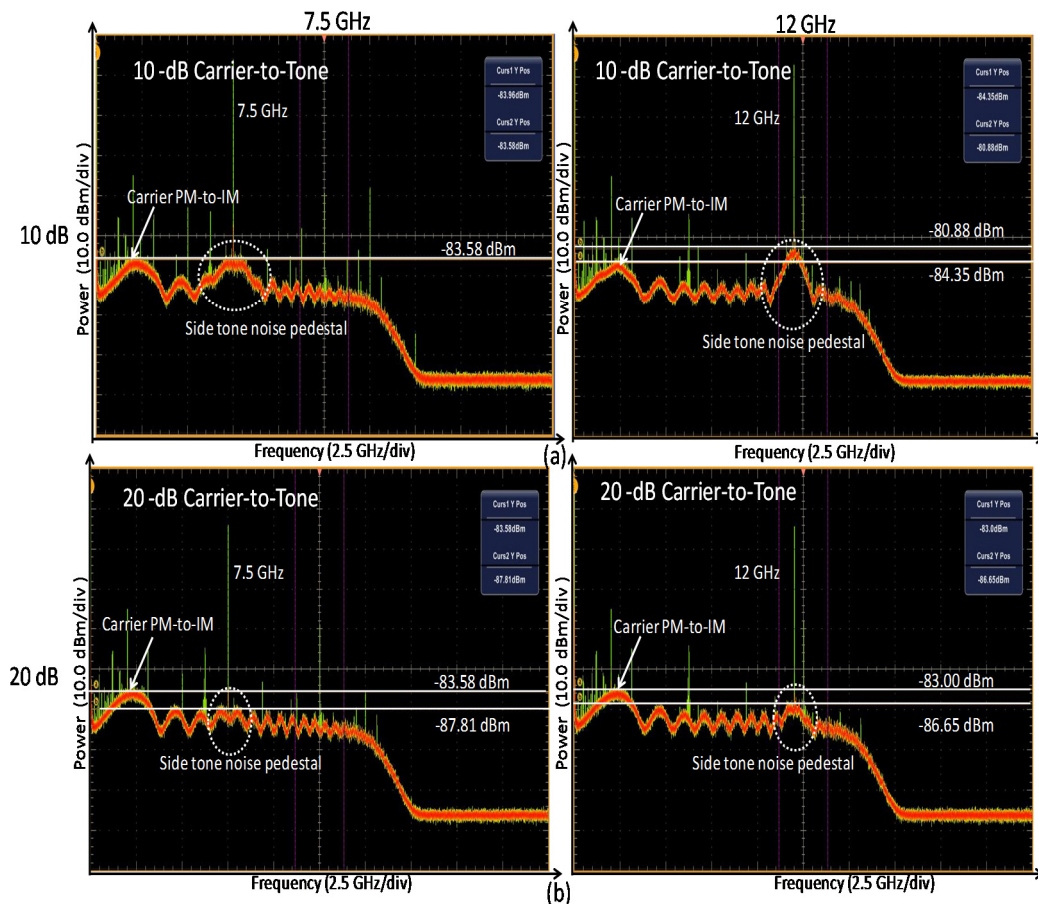 7.5 GHz
12 GHz
10 dB
Power (10.0 dBm/div)
10 -dB Carrier-to-Tone
7.5 GHz
Curs1 Y Pos
-83.96dBm
Curs2 Y Pos
-83.58dBm
Carrier PM-to-IM
-83.58 dBm
Side tone noise pedestal
Frequency (2.5 GHz/div)
Power (10.0 dBm/div )
10 -dB Carrier-to-Tone
12 GHz
Curs1 Y Pos
-84.35dBm
Curs2 Y Pos
-80.88dBm
Carrier PM-to-IM
-80.88 dBm
-84.35 dBm
Side tone noise pedestal
Frequency (2.5 GHz/div)
(a)
20 dB
Power (10.0 dBm/div )
20 -dB Carrier-to-Tone
7.5 GHz
Curs1 Y Pos
-83.58dBm
Curs2 Y Pos
-87.81dBm
Carrier PM-to-IM
-83.58 dBm
-87.81 dBm
Side tone noise pedestal
Frequency (2.5 GHz/div)
Power (10.0 dBm/div )
20 -dB Carrier-to-Tone
12 GHz
Curs1 Y Pos
-83.0dBm
Curs2 Y Pos
-86.65dBm
Carrier PM-to-IM
-83.00 dBm
-86.65 dBm
Side tone noise pedestal
Frequency (2.5 GHz/div)
(b)